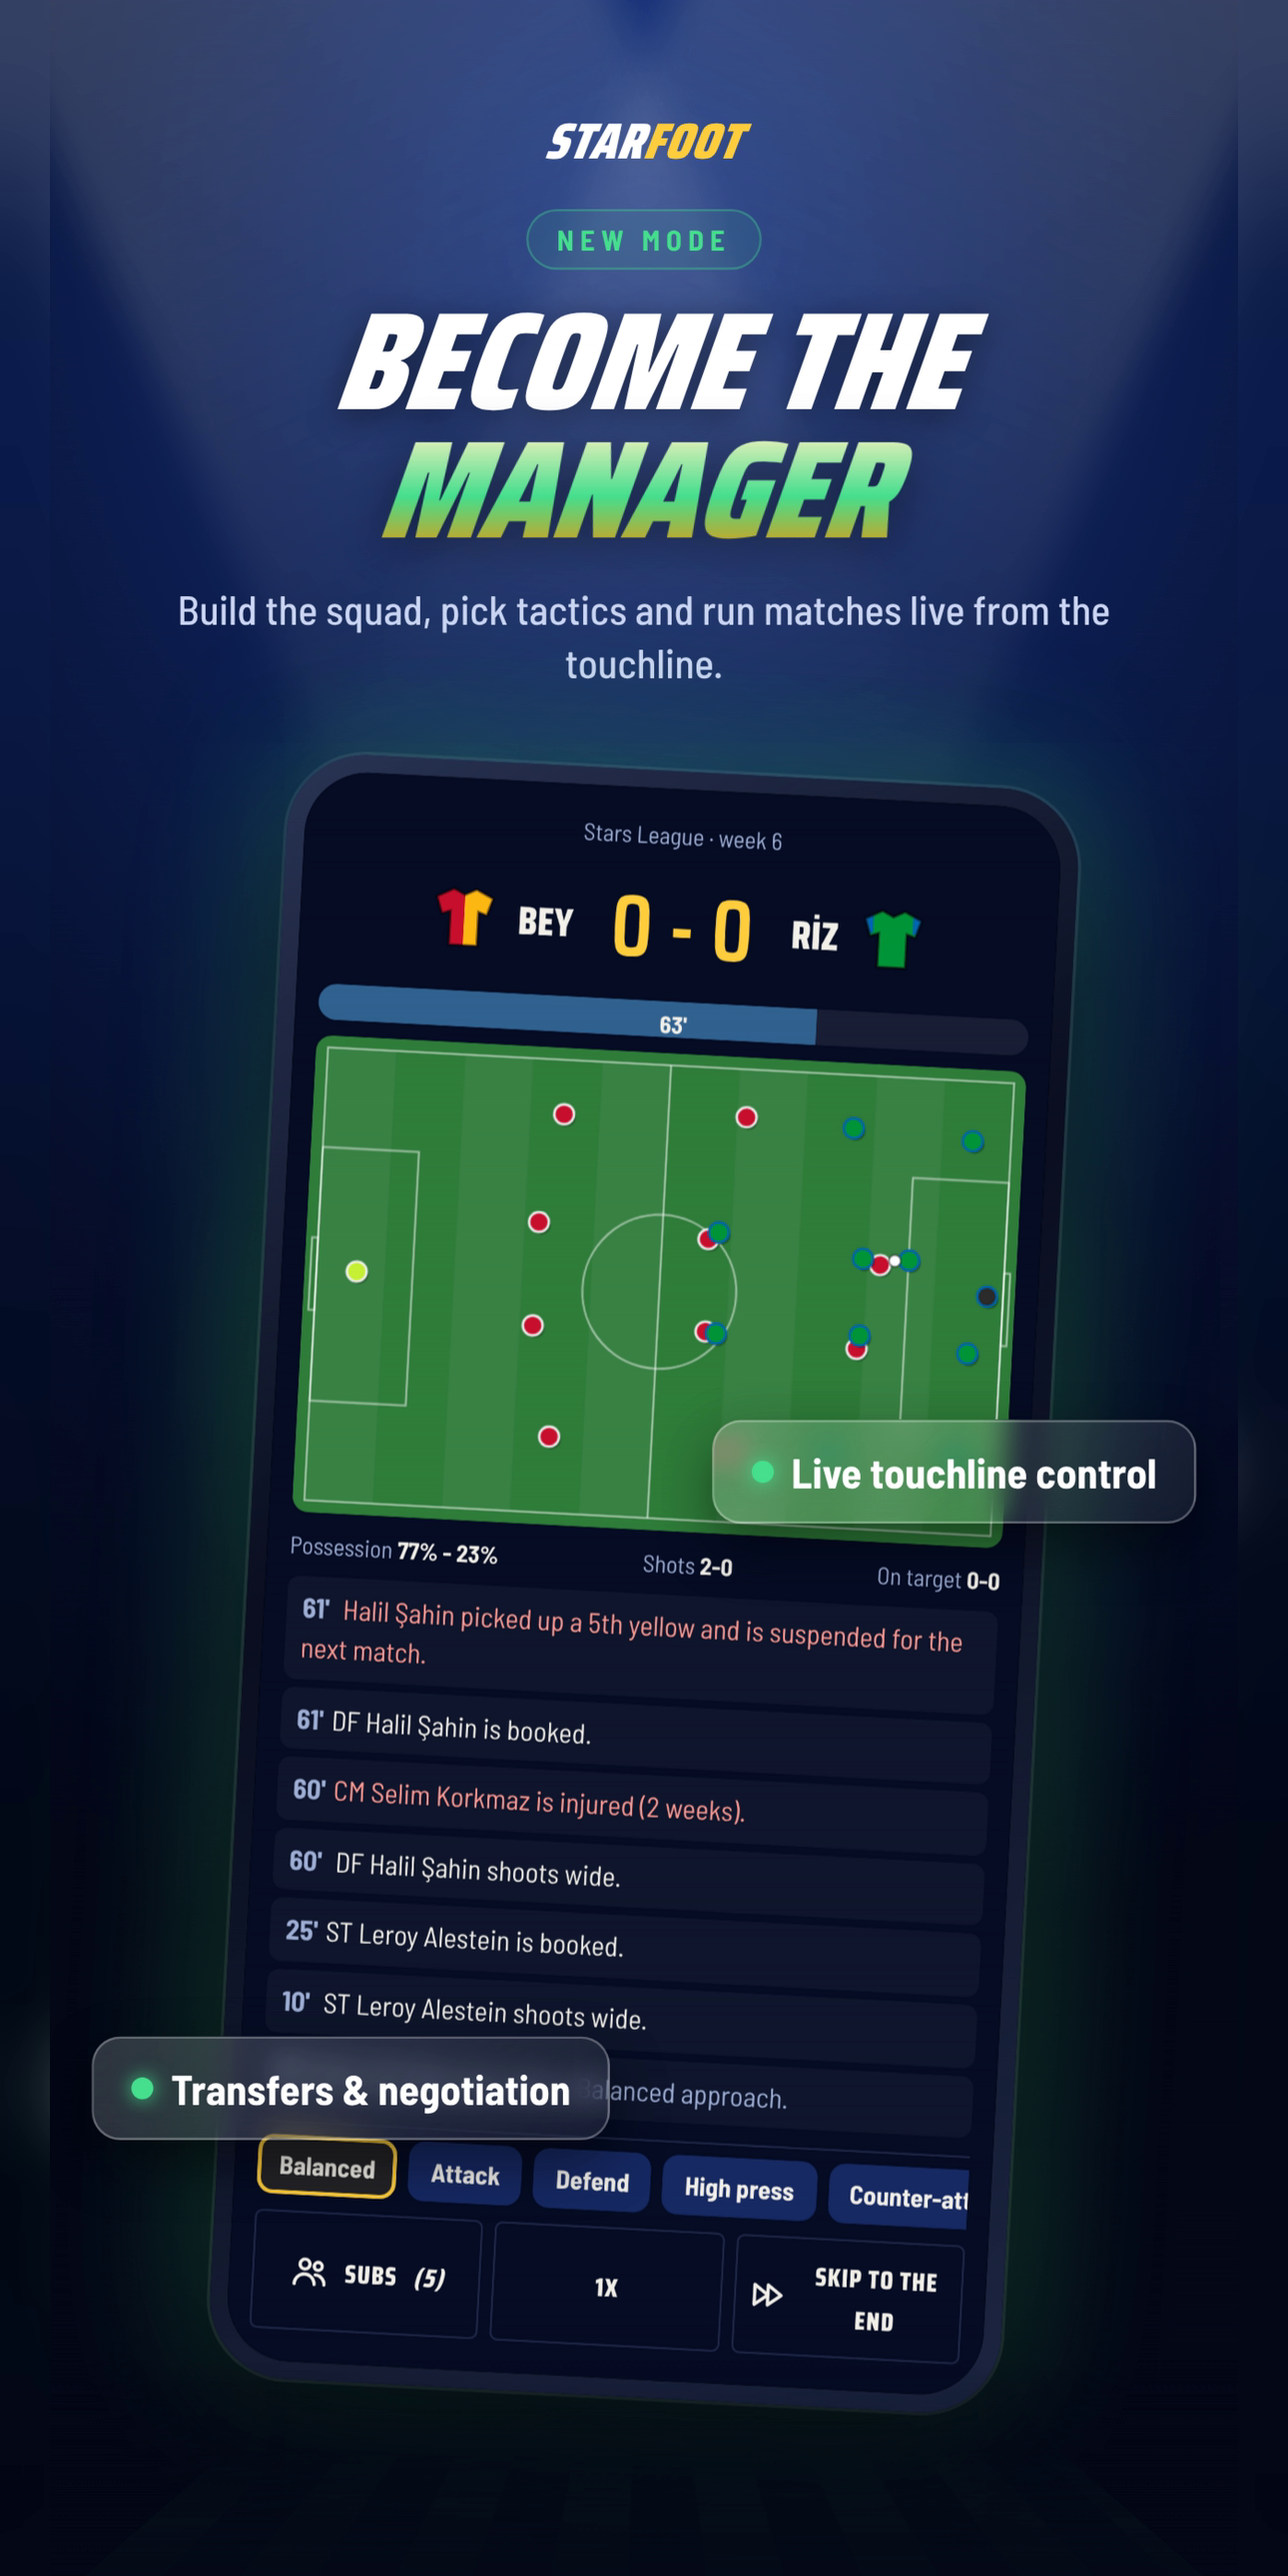 STARFOOT
NEW MODE
BECOME THE
MANAGER
Build the squad, pick tactics and run matches live from the
touchline.
Stars League · week 6
BEY 0 - 0 RİZ
63'
Live touchline control
Possession 77% - 23% Shots 2-0 On target 0-0
61' Halil Şahin picked up a 5th yellow and is suspended for the
next match.
61' DF Halil Şahin is booked.
60' CM Selim Korkmaz is injured (2 weeks).
60' DF Halil Şahin shoots wide.
25' ST Leroy Alestein is booked.
10' ST Leroy Alestein shoots wide.
Transfers & negotiation
Balanced approach.
Balanced Attack Defend High press Counter-att
SUBS (5) 1X SKIP TO THE
END